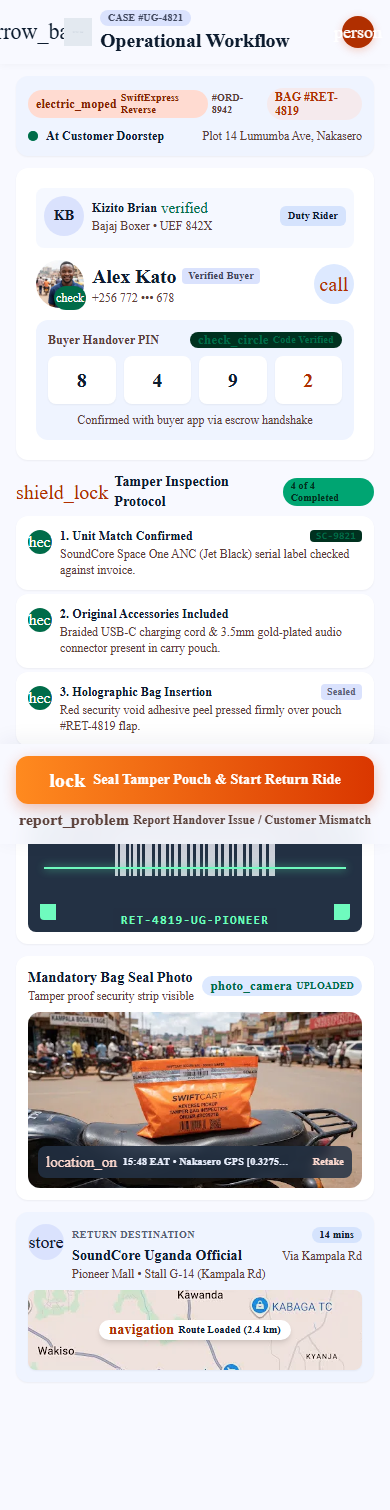 CASE #UG-4821
Operational Workflow
person
electric_moped SwiftExpress Reverse
#ORD-8942
BAG #RET-4819
At Customer Doorstep
Plot 14 Lumumba Ave, Nakasero
KB
Kizito Brian verified
Bajaj Boxer • UEF 842X
Duty Rider
check
Alex Kato
Verified Buyer
+256 772 ••• 678
call
Buyer Handover PIN
check_circle Code Verified
8 4 9 2
Confirmed with buyer app via escrow handshake
shield_lock
Tamper Inspection
Protocol
4 of 4
Completed
1. Unit Match Confirmed
SC-9821
SoundCore Space One ANC (Jet Black) serial label checked
against invoice.
2. Original Accessories Included
Braided USB-C charging cord & 3.5mm gold-plated audio
connector present in carry pouch.
3. Holographic Bag Insertion
Sealed
Red security void adhesive peel pressed firmly over pouch
#RET-4819 flap.
lock Seal Tamper Pouch & Start Return Ride
report_problem Report Handover Issue / Customer Mismatch
RET-4819-UG-PIONEER
Mandatory Bag Seal Photo
Tamper proof security strip visible
photo_camera UPLOADED
KAMPALA BODA STAGE
SWIFTCART
REVERSE PICKUP
TAMPER BAG INSPECTION
location_on 15:48 EAT • Nakasero GPS [0.3275...
Retake
store
RETURN DESTINATION
14 mins
SoundCore Uganda Official
Via Kampala Rd
Pioneer Mall • Stall G-14 (Kampala Rd)
Kawanda
KABAGA TC
navigation Route Loaded (2.4 km)
Wakiso
KYANJA